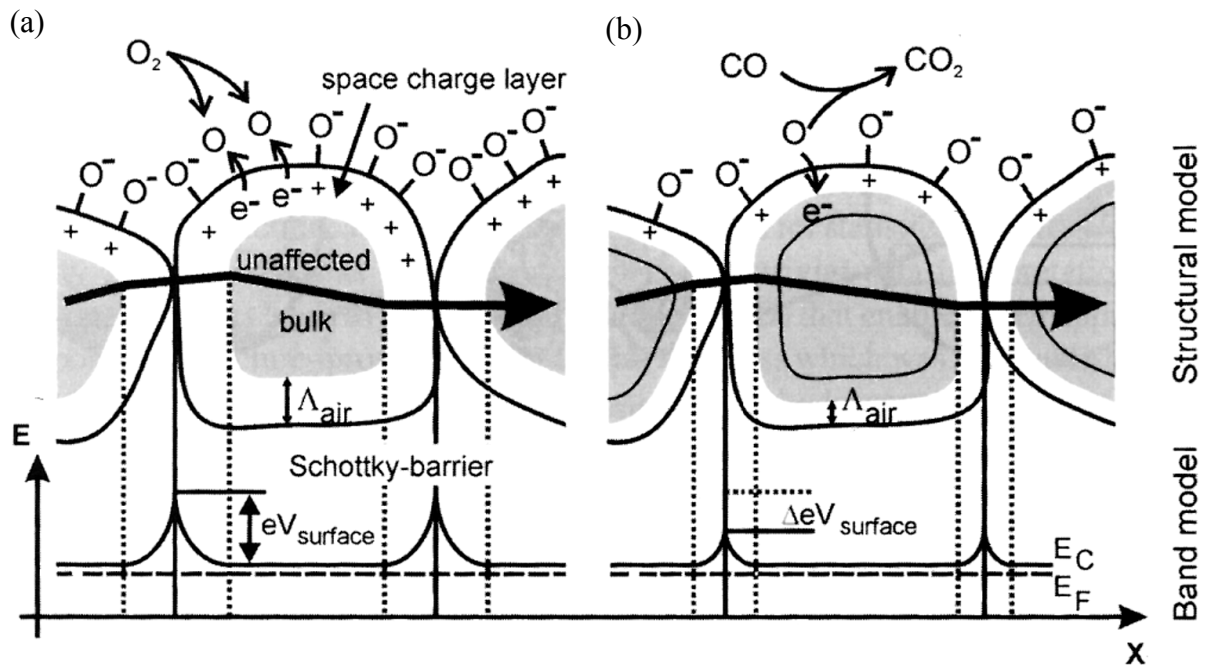 (a)
O₂
space charge layer
O O O⁻ O⁻ O⁻ O⁻ O⁻ O⁻
O⁻ O⁻ O⁻
e⁻ e⁻ + + + + + + + + +
unaffected
bulk
Λair
E
Schottky-barrier
eVsurface
(b)
CO CO₂
O O⁻ O⁻ O⁻ O⁻
O⁻ O⁻ O⁻
e⁻ + + + + + +
Λair
ΔeVsurface
EC
EF
X
Structural model
Band model